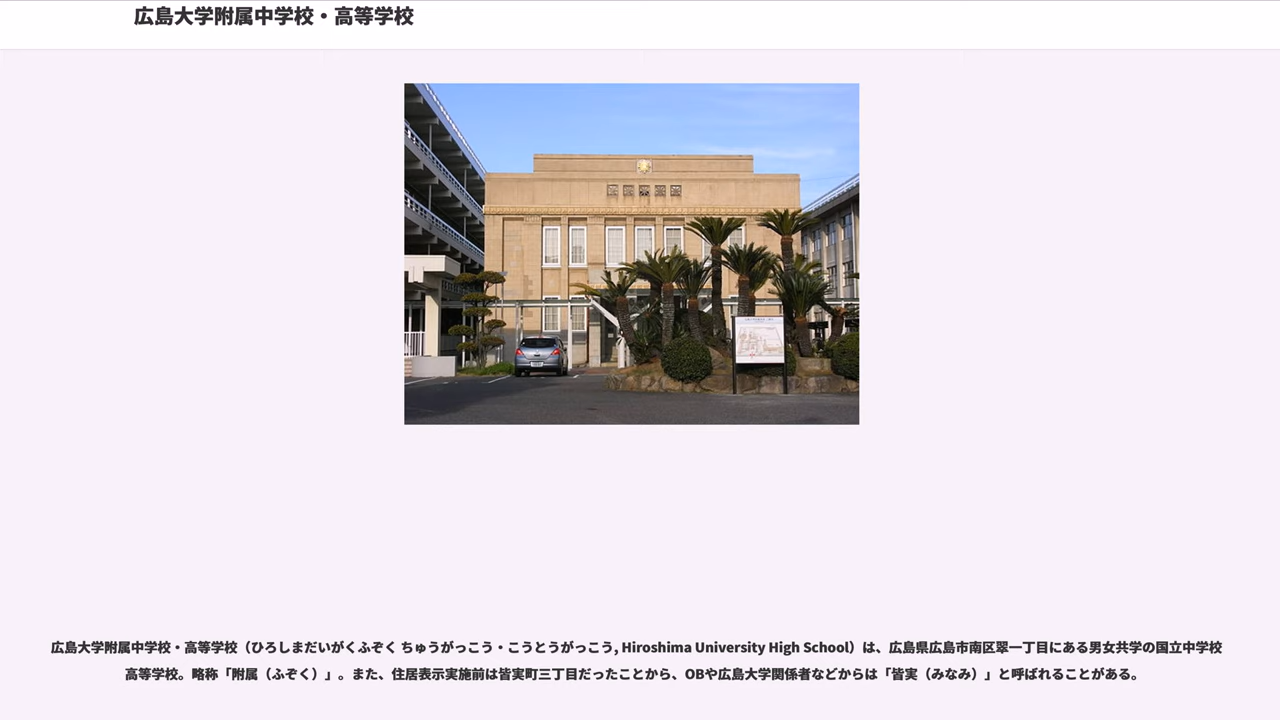 広島大学附属中学校・高等学校
広島大学附属中学校・高等学校（ひろしまだいがくふぞく ちゅうがっこう・こうとうがっこう, Hiroshima University High School）は、広島県広島市南区翠一丁目にある男女共学の国立中学校
高等学校。略称「附属（ふぞく）」。また、住居表示実施前は皆実町三丁目だったことから、OBや広島大学関係者などからは「皆実（みなみ）」と呼ばれることがある。